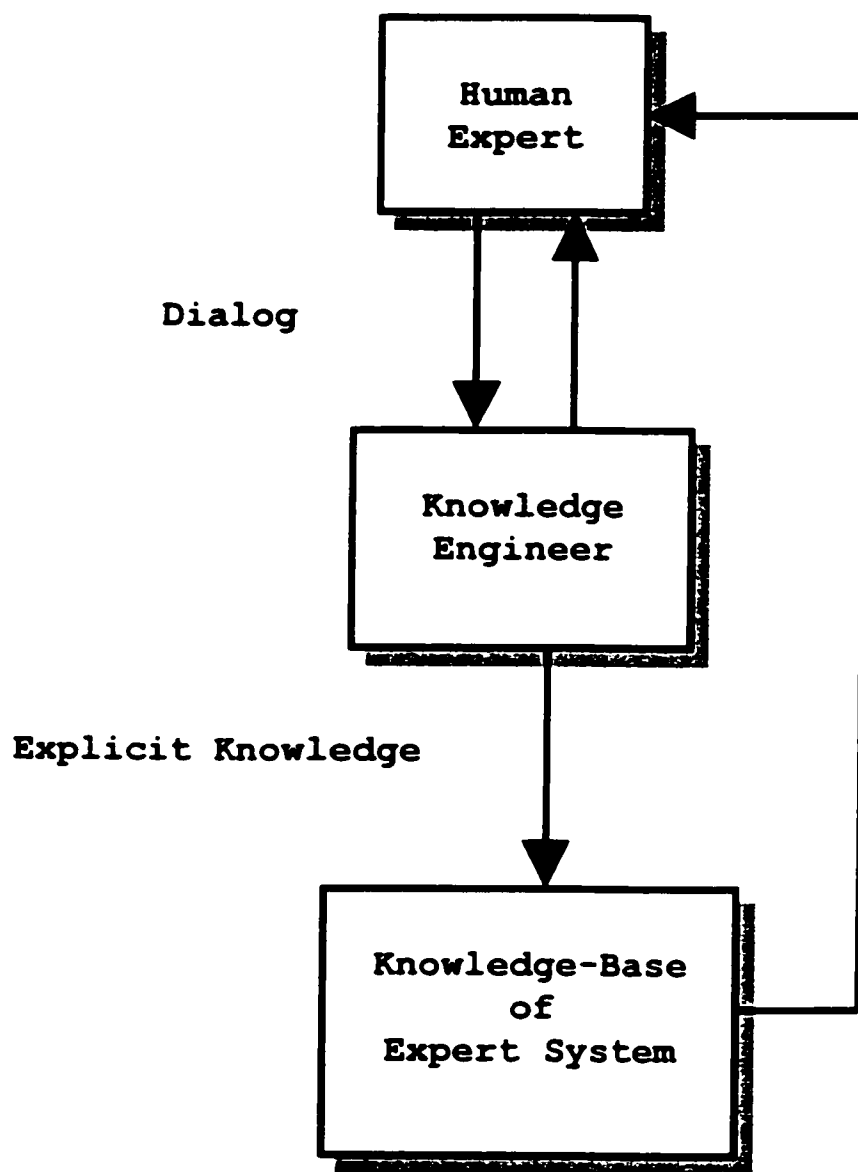 Human
Expert
Dialog
Knowledge
Engineer
Explicit Knowledge
Knowledge-Base
of
Expert System